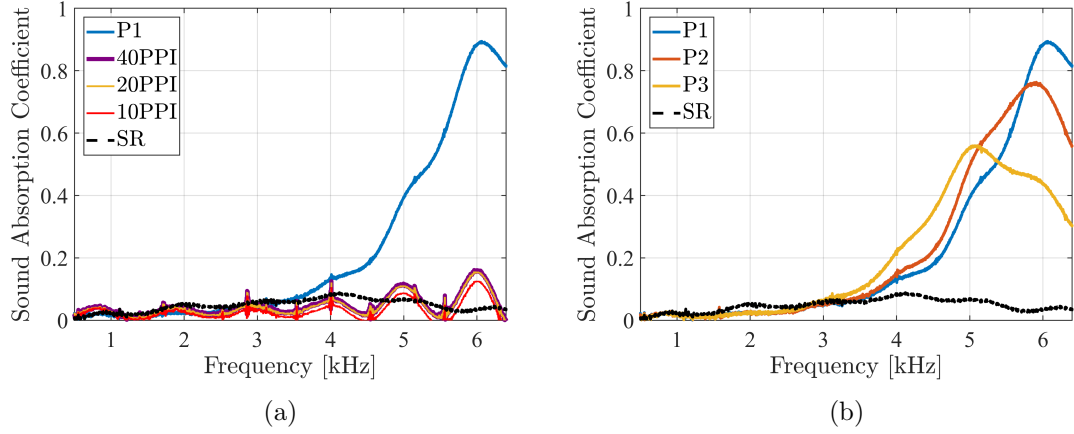 Sound Absorption Coefficient
1
0.8
0.6
0.4
0.2
0
P1
40PPI
20PPI
10PPI
SR
1 2 3 4 5 6
Frequency [kHz]
(a)
Sound Absorption Coefficient
1
0.8
0.6
0.4
0.2
0
P1
P2
P3
SR
1 2 3 4 5 6
Frequency [kHz]
(b)